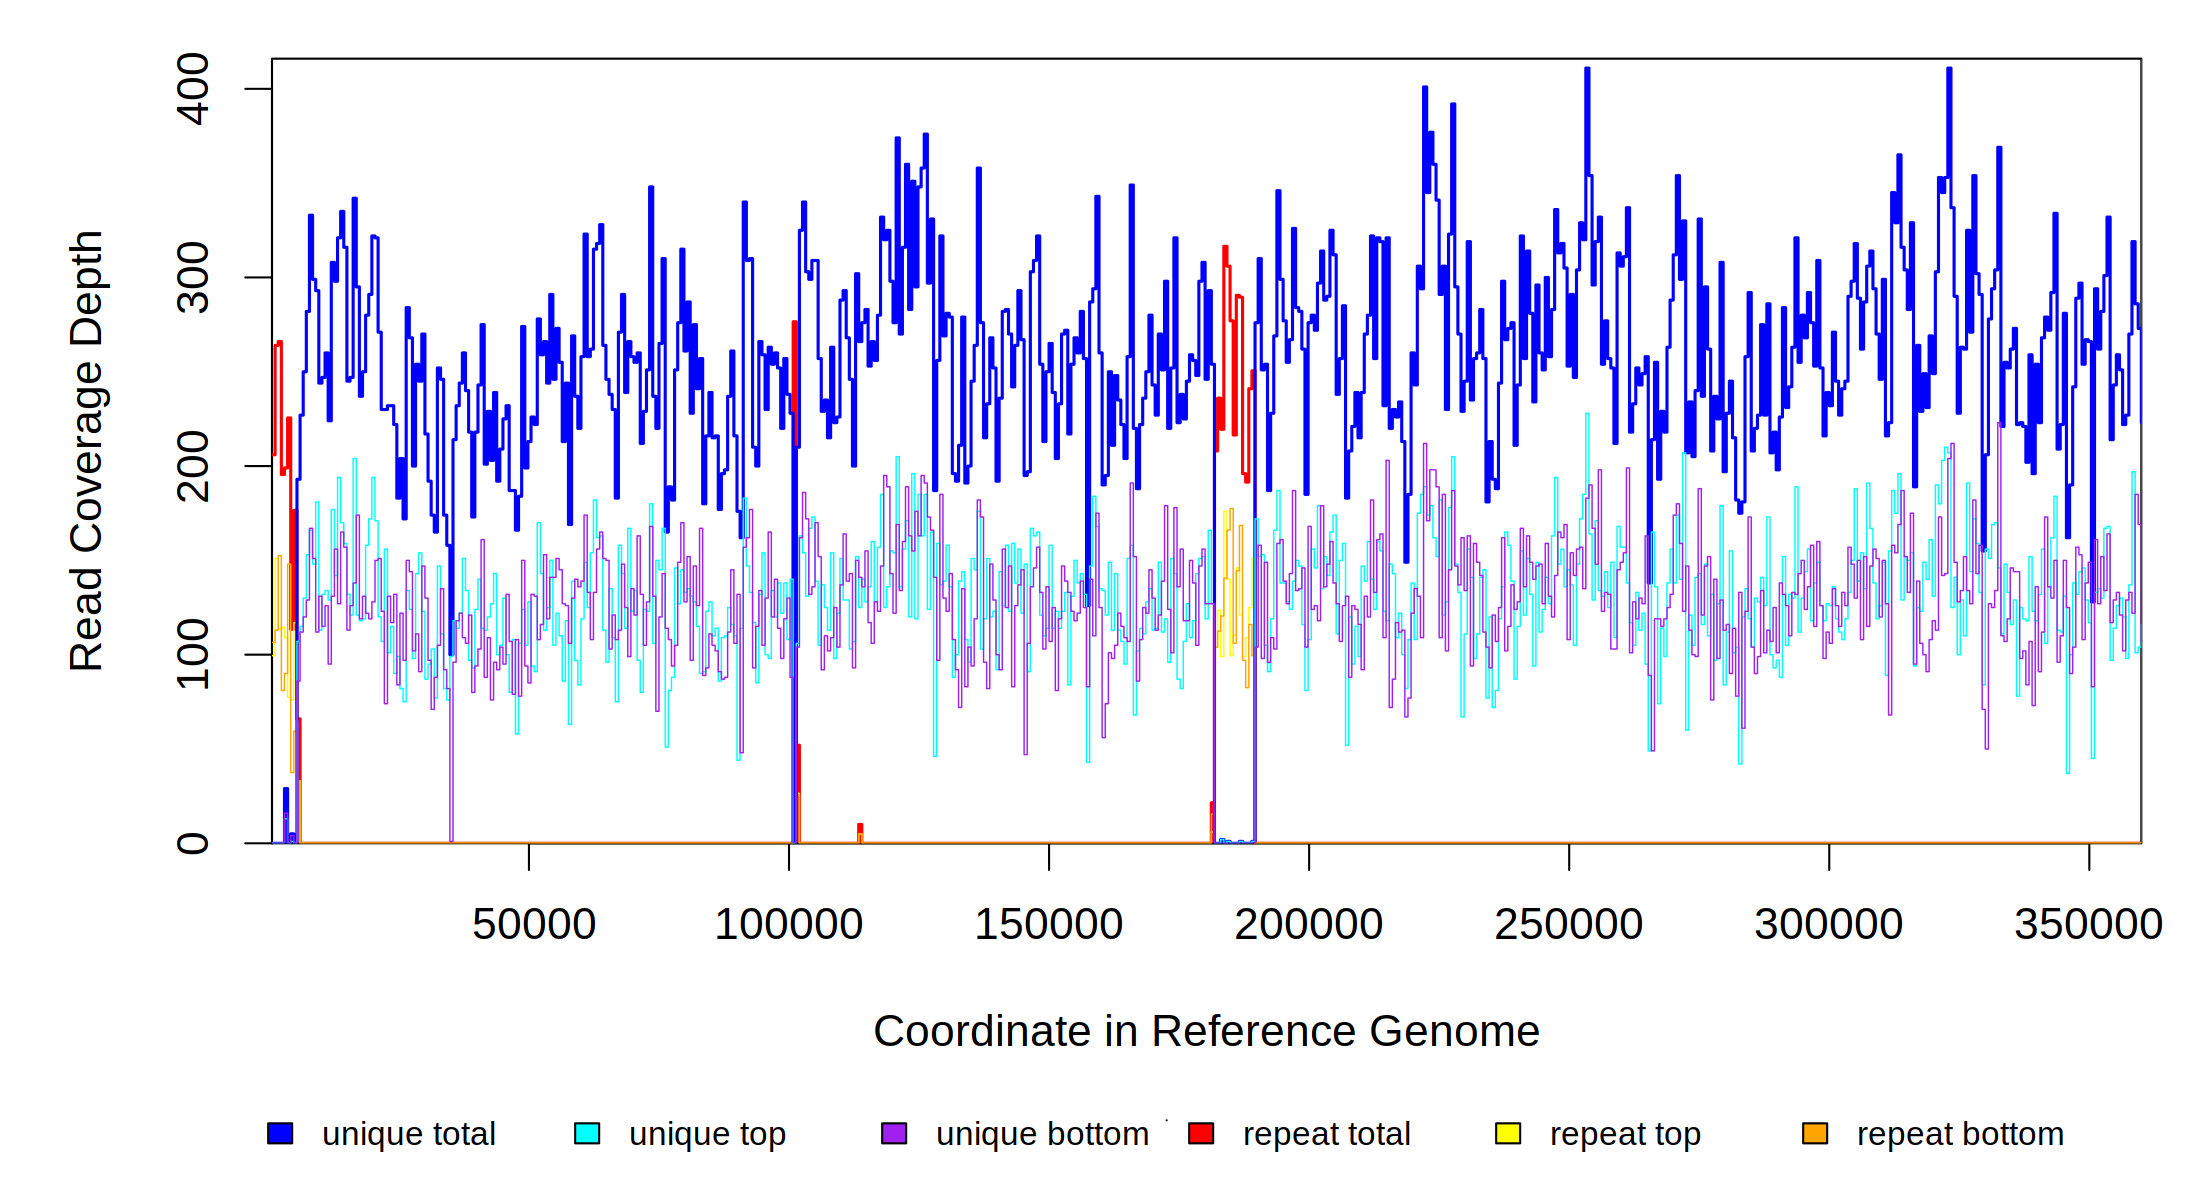 Read Coverage Depth
400
300
200
100
0
50000 100000 150000 200000 250000 300000 350000
Coordinate in Reference Genome
unique total unique top unique bottom repeat total repeat top repeat bottom